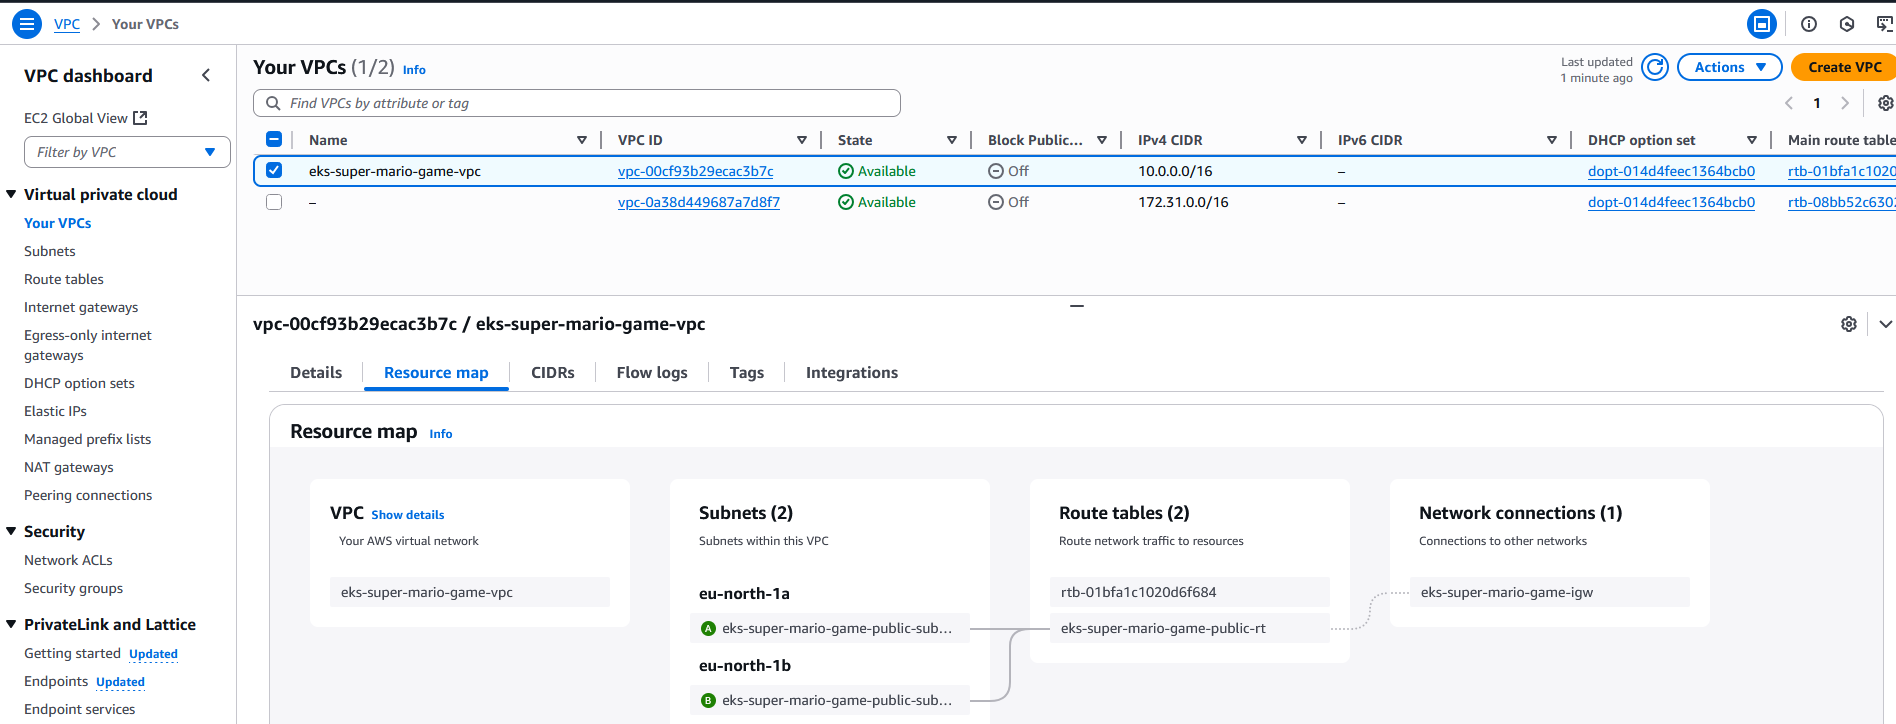 VPC > Your VPCs
VPC dashboard
EC2 Global View
Filter by VPC
Virtual private cloud
Your VPCs
Subnets
Route tables
Internet gateways
Egress-only internet
gateways
DHCP option sets
Elastic IPs
Managed prefix lists
NAT gateways
Peering connections
Security
Network ACLs
Security groups
PrivateLink and Lattice
Getting started Updated
Endpoints Updated
Endpoint services
Your VPCs (1/2) Info
Last updated
1 minute ago
Actions
Create VPC
Find VPCs by attribute or tag
1
Name VPC ID State Block Public... IPv4 CIDR IPv6 CIDR DHCP option set Main route table
eks-super-mario-game-vpc vpc-00cf93b29ecac3b7c Available Off 10.0.0.0/16 – dopt-014d4feec1364bcb0 rtb-01bfa1c1020
– vpc-0a38d449687a7d8f7 Available Off 172.31.0.0/16 – dopt-014d4feec1364bcb0 rtb-08bb52c6302
vpc-00cf93b29ecac3b7c / eks-super-mario-game-vpc
Details Resource map CIDRs Flow logs Tags Integrations
Resource map Info
VPC Show details
Your AWS virtual network
eks-super-mario-game-vpc
Subnets (2)
Subnets within this VPC
eu-north-1a
A eks-super-mario-game-public-sub...
eu-north-1b
B eks-super-mario-game-public-sub...
Route tables (2)
Route network traffic to resources
rtb-01bfa1c1020d6f684
eks-super-mario-game-public-rt
Network connections (1)
Connections to other networks
eks-super-mario-game-igw